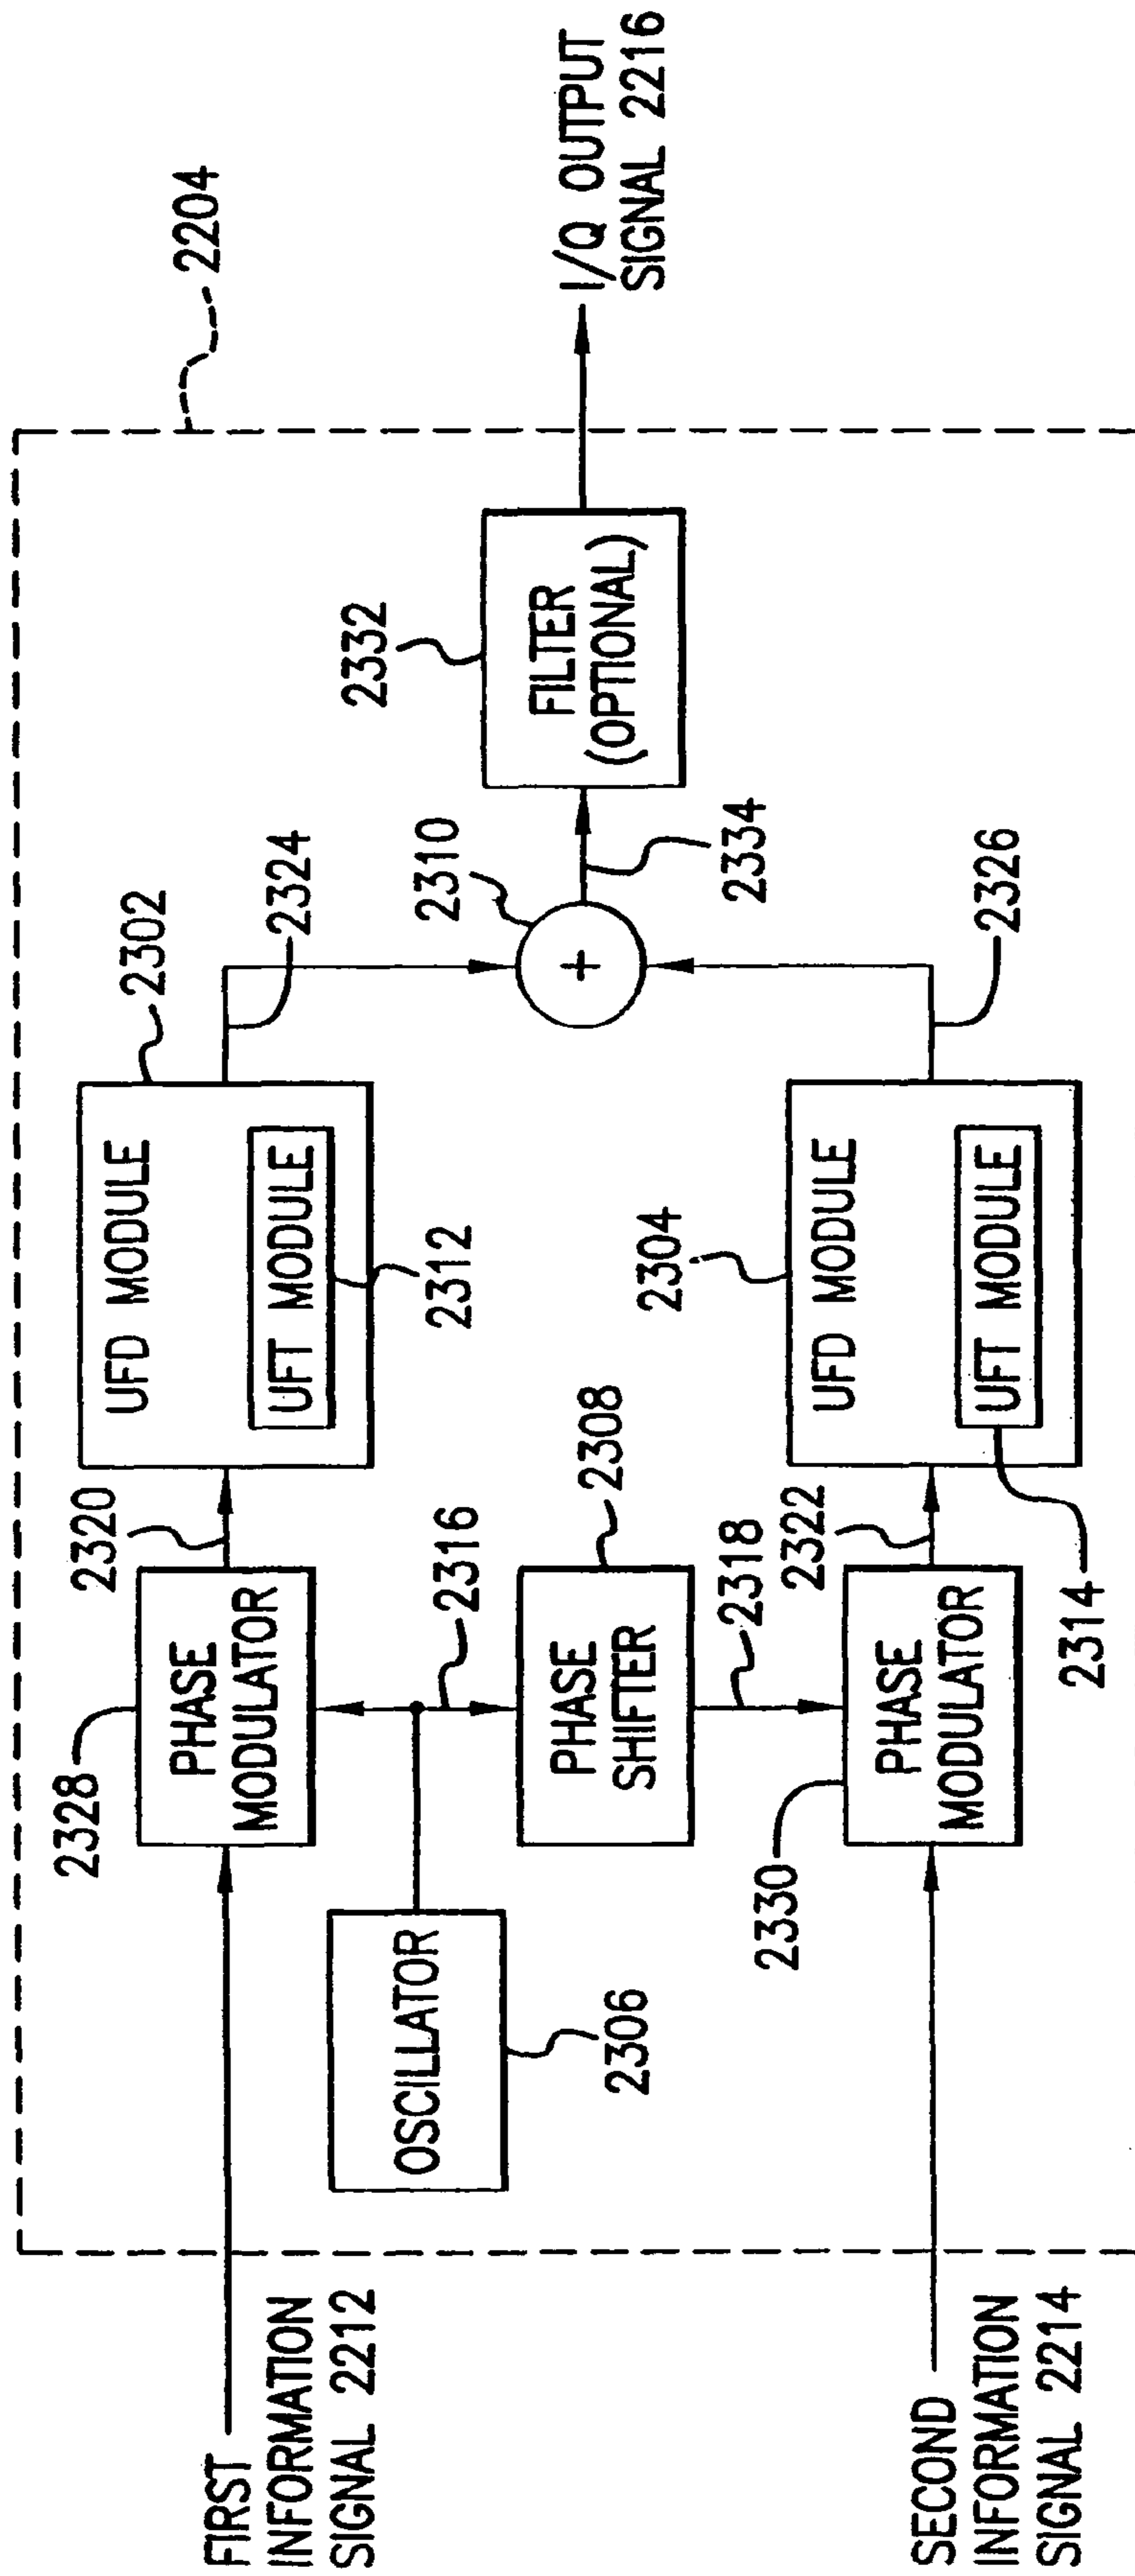 FIRST
INFORMATION
SIGNAL 2212
2328
PHASE
MODULATOR
2320
UFD MODULE
UFT MODULE
2302
2312
2324
2204
OSCILLATOR
2306
2316
PHASE
SHIFTER
2308
2318
2310
2334
FILTER
(OPTIONAL)
2332
I/Q OUTPUT
SIGNAL 2216
SECOND
INFORMATION
SIGNAL 2214
2330
PHASE
MODULATOR
2322
2304
UFD MODULE
UFT MODULE
2314
2326
+